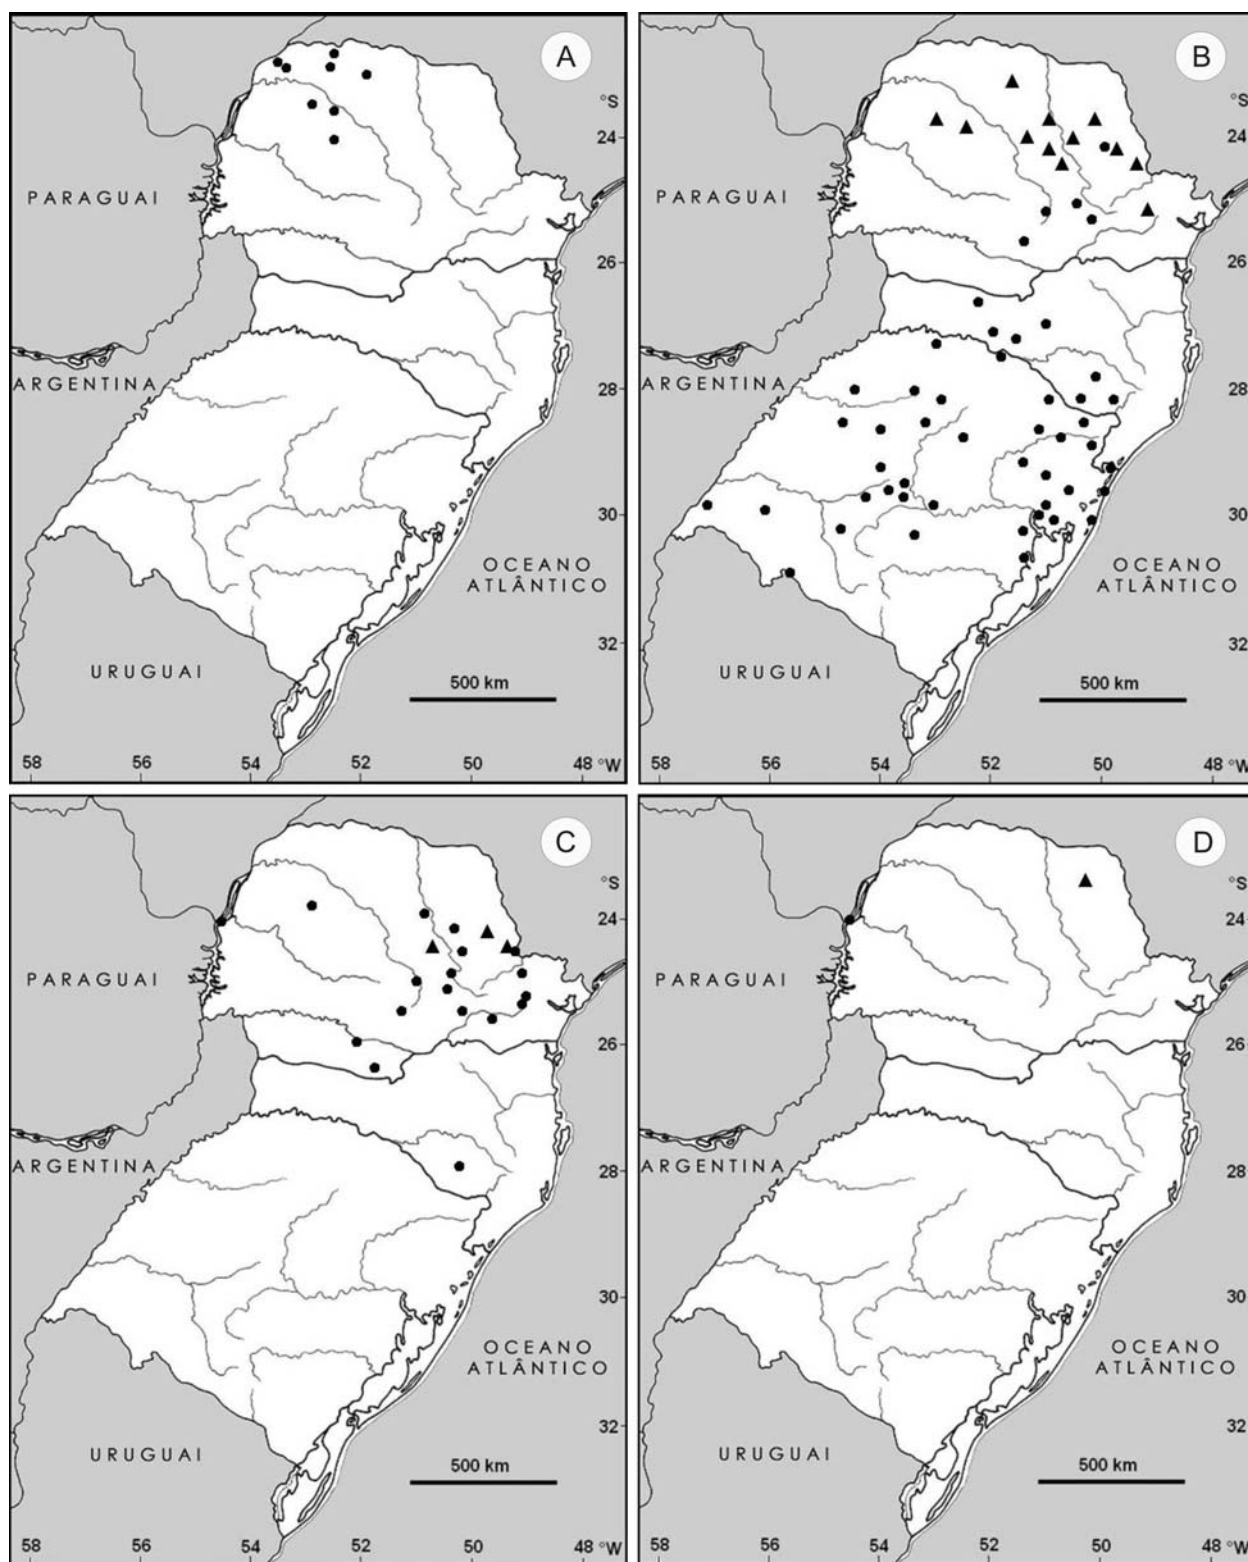 A
°S
24
PARAGUAI
26
ARGENTINA
28
30
OCEANO
ATLÂNTICO
32
URUGUAI
500 km
58 56 54 52 50 48 °W
B
°S
24
PARAGUAI
26
ARGENTINA
28
30
OCEANO
ATLÂNTICO
32
URUGUAI
500 km
58 56 54 52 50 48 °W
C
°S
24
PARAGUAI
26
ARGENTINA
28
30
OCEANO
ATLÂNTICO
32
URUGUAI
500 km
58 56 54 52 50 48 °W
D
°S
24
PARAGUAI
26
ARGENTINA
28
30
OCEANO
ATLÂNTICO
32
URUGUAI
500 km
58 56 54 52 50 48 °W